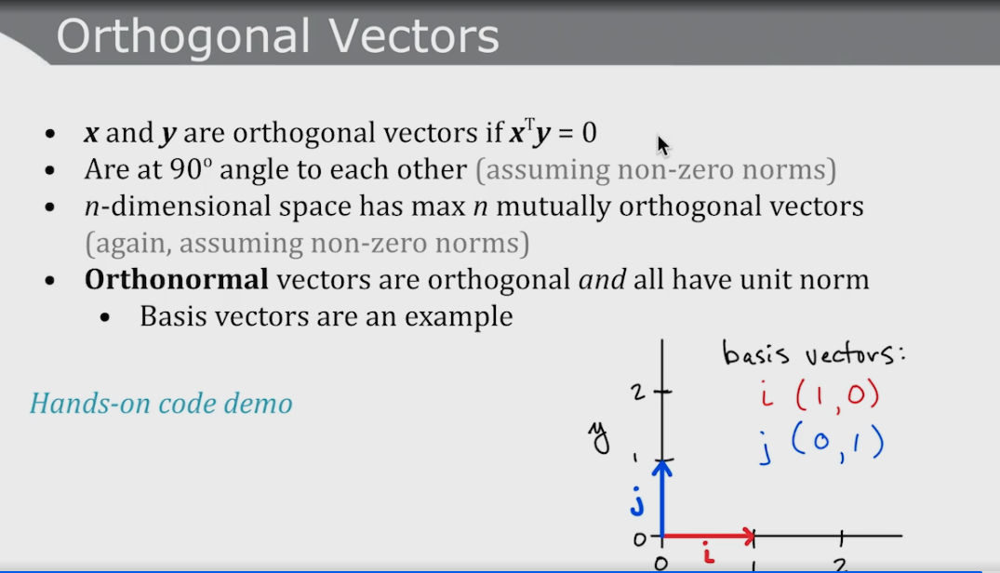 Orthogonal Vectors
• x and y are orthogonal vectors if xᵀy = 0
• Are at 90° angle to each other (assuming non-zero norms)
• n-dimensional space has max n mutually orthogonal vectors
(again, assuming non-zero norms)
• Orthonormal vectors are orthogonal and all have unit norm
• Basis vectors are an example
basis vectors:
2
i (1,0)
Hands-on code demo
y
j (0,1)
1
j
0
i
0
1
2